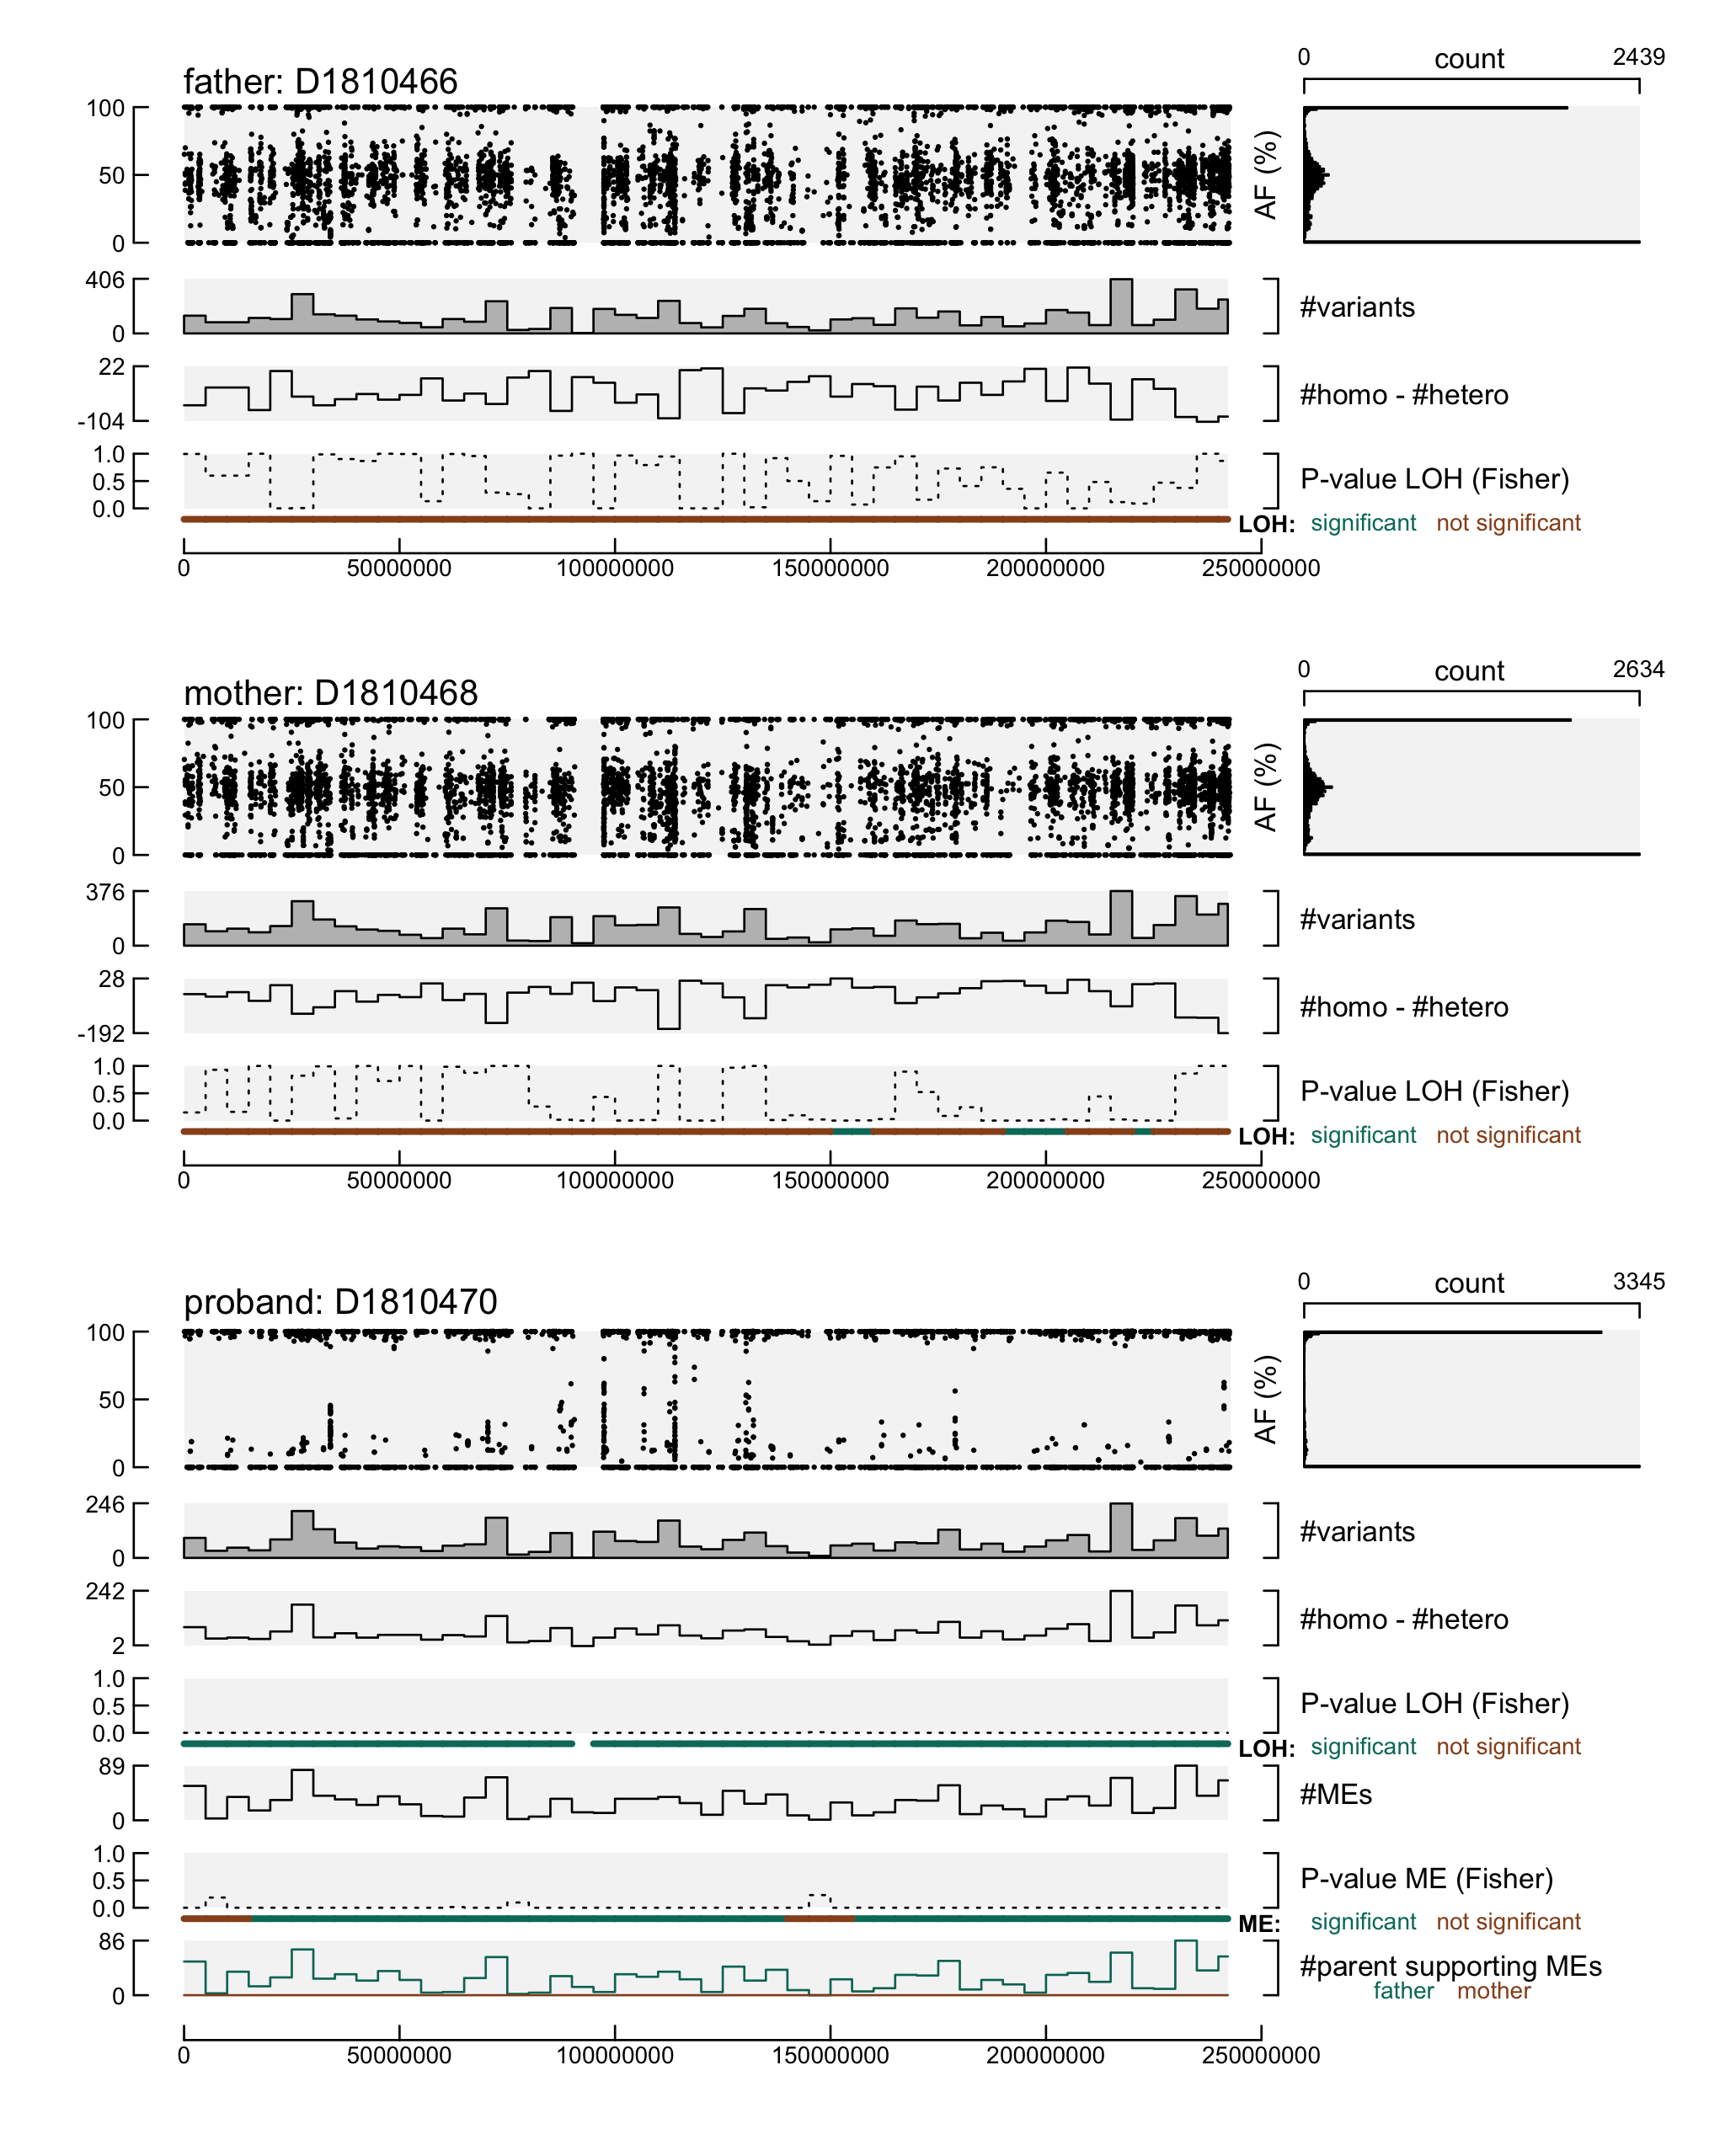 0 count 2439
father: D1810466
100
50
0
AF (%)
406
0
#variants
22
-104
#homo - #hetero
1.0
0.5
0.0
P-value LOH (Fisher)
LOH: significant not significant
0 50000000 100000000 150000000 200000000 250000000
0 count 2634
mother: D1810468
100
50
0
AF (%)
376
0
#variants
28
-192
#homo - #hetero
1.0
0.5
0.0
P-value LOH (Fisher)
LOH: significant not significant
0 50000000 100000000 150000000 200000000 250000000
0 count 3345
proband: D1810470
100
50
0
AF (%)
246
0
#variants
242
2
#homo - #hetero
1.0
0.5
0.0
P-value LOH (Fisher)
LOH: significant not significant
89
0
#MEs
1.0
0.5
0.0
P-value ME (Fisher)
ME: significant not significant
86
0
#parent supporting MEs
father mother
0 50000000 100000000 150000000 200000000 250000000